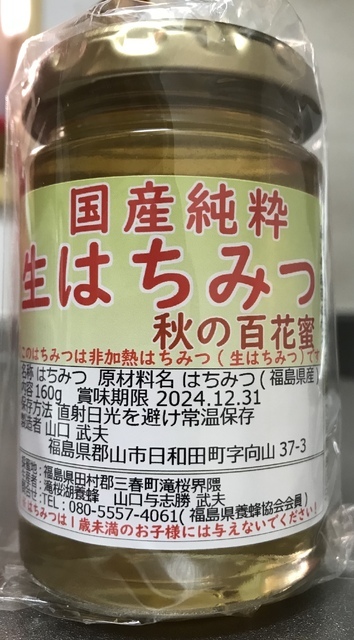 国産純粋
生はちみつ
秋の百花蜜
このはちみつは非加熱はちみつ(生はちみつ)です
名称 はちみつ 原材料名 はちみつ(福島県産)
内容 160g 賞味期限 2024.12.31
保存方法 直射日光を避け常温保存
製造者 山口 武夫
福島県郡山市日和田町字向山 37-3
:福島県田村郡三春町滝桜界隈
:滝桜湖養蜂 山口与志勝 武夫
:TEL:080-5557-4061(福島県養蜂協会会員)
はちみつは1歳未満のお子様には与えないでください!